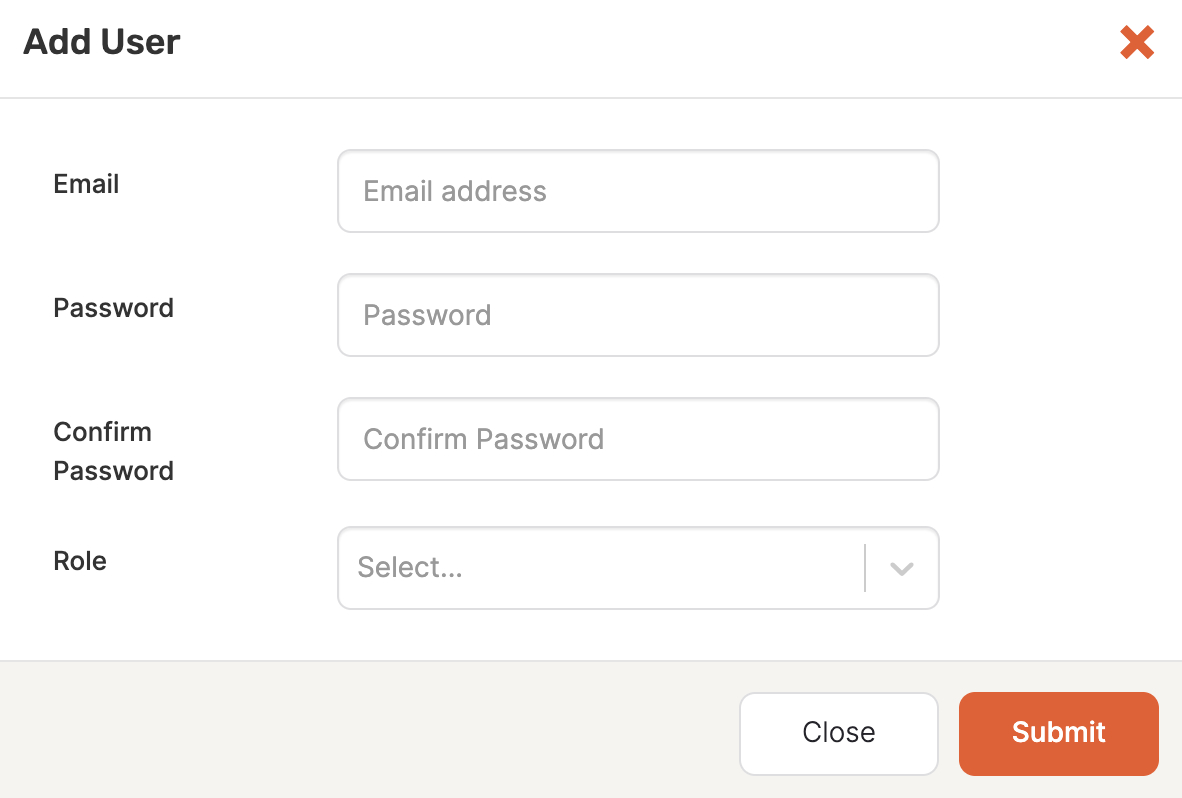 Add User
Email
Email address
Password
Password
Confirm
Password
Confirm Password
Role
Select...
Close
Submit